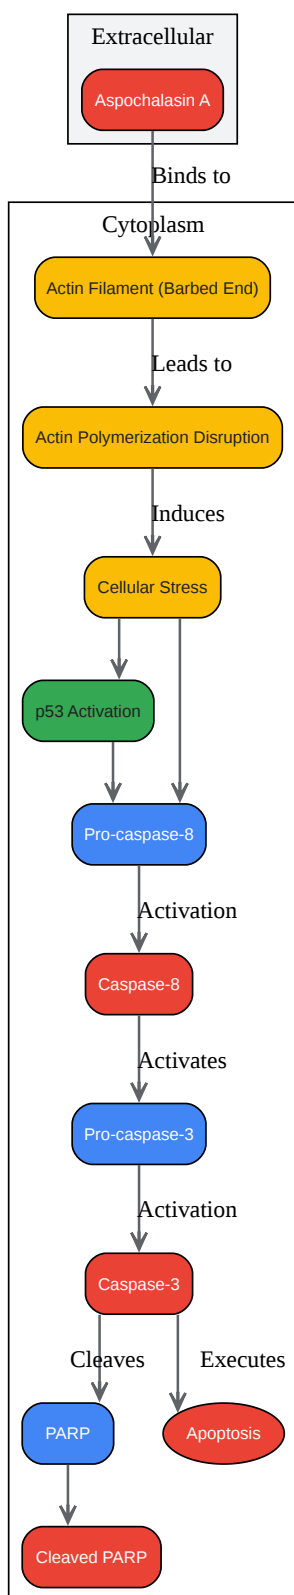 Extracellular
Aspochalasin A
Binds to
Cytoplasm
Actin Filament (Barbed End)
Leads to
Actin Polymerization Disruption
Induces
Cellular Stress
p53 Activation
Pro-caspase-8
Activation
Caspase-8
Activates
Pro-caspase-3
Activation
Caspase-3
Cleaves
Executes
PARP
Apoptosis
Cleaved PARP